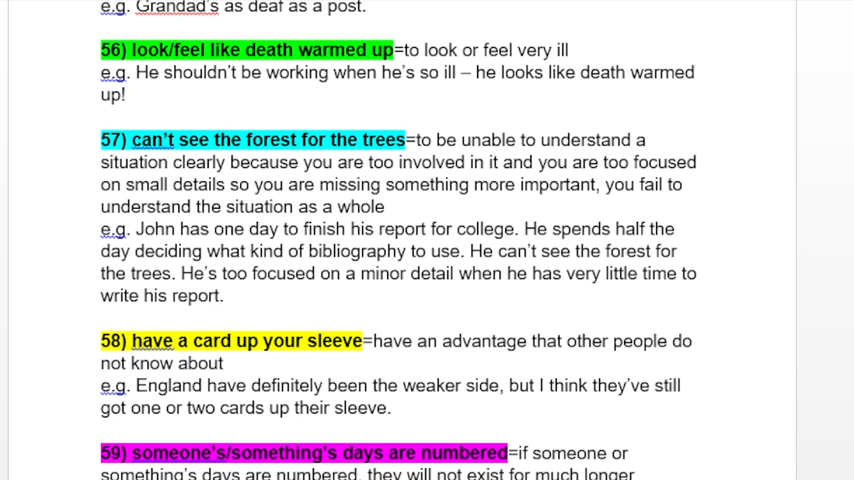 e.g. Grandad's as deaf as a post.
56) look/feel like death warmed up=to look or feel very ill
e.g. He shouldn't be working when he's so ill – he looks like death warmed
up!
57) can't see the forest for the trees=to be unable to understand a
situation clearly because you are too involved in it and you are too focused
on small details so you are missing something more important, you fail to
understand the situation as a whole
e.g. John has one day to finish his report for college. He spends half the
day deciding what kind of bibliography to use. He can't see the forest for
the trees. He's too focused on a minor detail when he has very little time to
write his report.
58) have a card up your sleeve=have an advantage that other people do
not know about
e.g. England have definitely been the weaker side, but I think they've still
got one or two cards up their sleeve.
59) someone's/something's days are numbered=if someone or
something's days are numbered, they will not exist for much longer